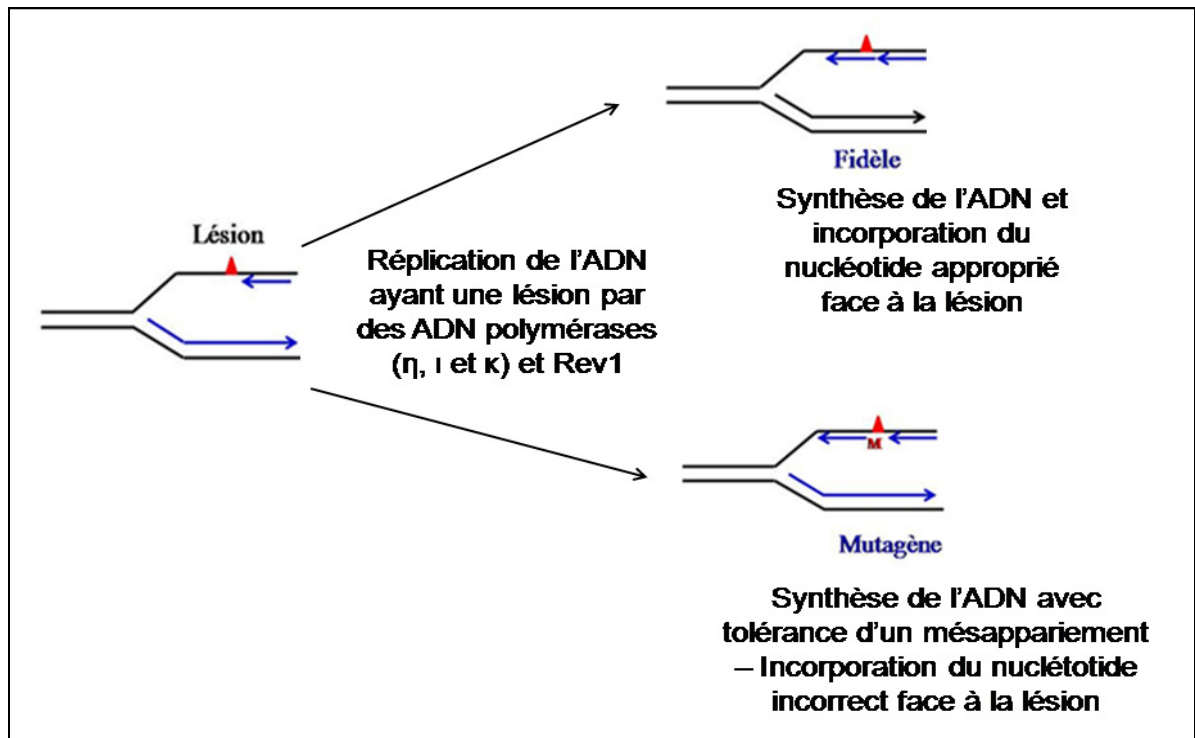 Lésion
Réplication de l'ADN
ayant une lésion par
des ADN polymérases
(η, ι et κ) et Rev1
Fidèle
Synthèse de l'ADN et
incorporation du
nucléotide approprié
face à la lésion
M
Mutagène
Synthèse de l'ADN avec
tolérance d'un mésappariement
– Incorporation du nuclétotide
incorrect face à la lésion